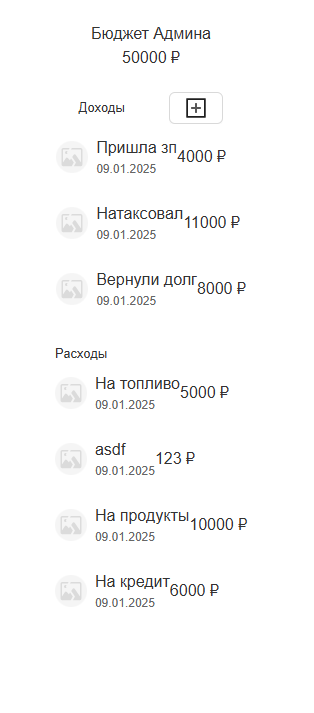 Бюджет Админа
50000 ₽
Доходы
Пришла зп 4000 ₽
09.01.2025
Натаксовал 11000 ₽
09.01.2025
Вернули долг 8000 ₽
09.01.2025
Расходы
На топливо 5000 ₽
09.01.2025
asdf 123 ₽
09.01.2025
На продукты 10000 ₽
09.01.2025
На кредит 6000 ₽
09.01.2025